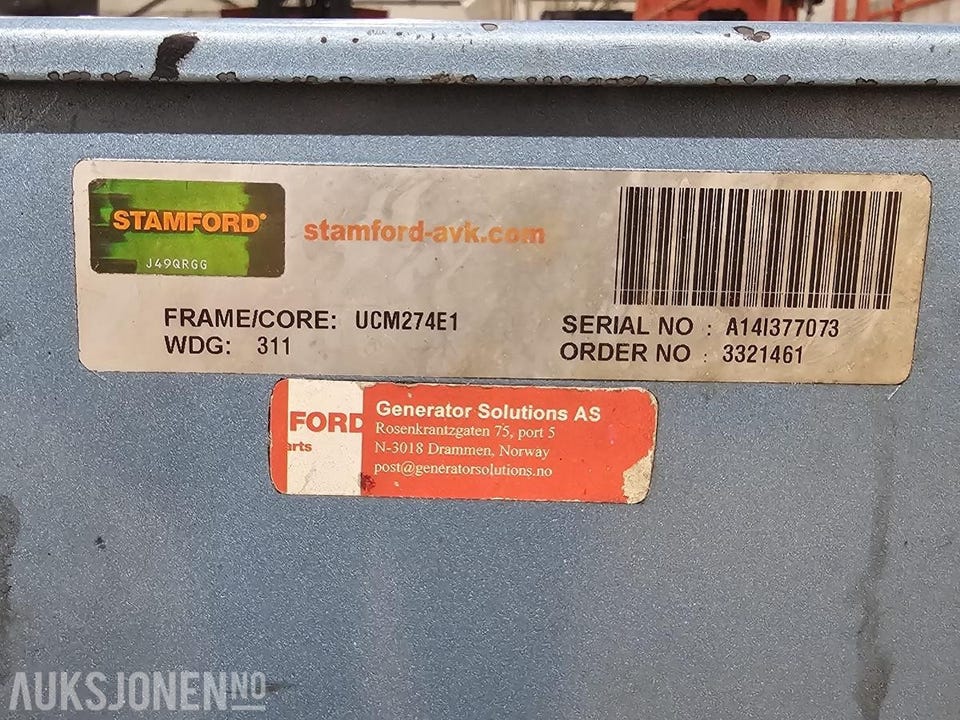 STAMFORD®
J49QRGG
stamford-avk.com
FRAME/CORE: UCM274E1
WDG: 311
SERIAL NO : A14I377073
ORDER NO : 3321461
FORD
arts
Generator Solutions AS
Rosenkrantzgaten 75, port 5
N-3018 Drammen, Norway
post@generatorsolutions.no
AUKSJONEN.NO